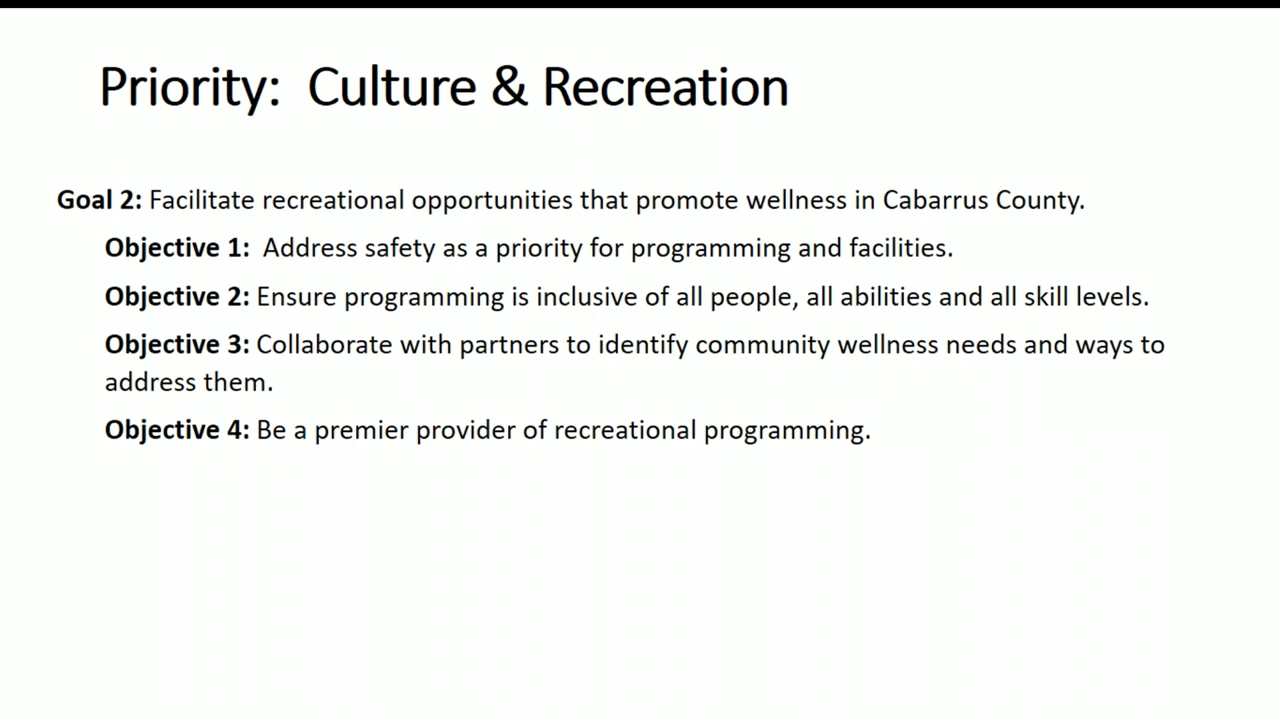 Priority:  Culture & Recreation
Goal 2: Facilitate recreational opportunities that promote wellness in Cabarrus County.
Objective 1:  Address safety as a priority for programming and facilities.
Objective 2: Ensure programming is inclusive of all people, all abilities and all skill levels.
Objective 3: Collaborate with partners to identify community wellness needs and ways to
address them.
Objective 4: Be a premier provider of recreational programming.